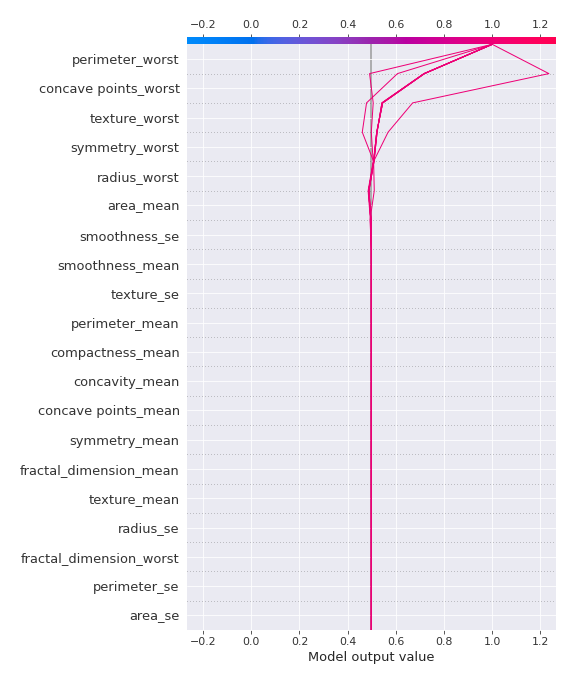 −0.2 0.0 0.2 0.4 0.6 0.8 1.0 1.2
perimeter_worst
concave points_worst
texture_worst
symmetry_worst
radius_worst
area_mean
smoothness_se
smoothness_mean
texture_se
perimeter_mean
compactness_mean
concavity_mean
concave points_mean
symmetry_mean
fractal_dimension_mean
texture_mean
radius_se
fractal_dimension_worst
perimeter_se
area_se
−0.2 0.0 0.2 0.4 0.6 0.8 1.0 1.2
Model output value